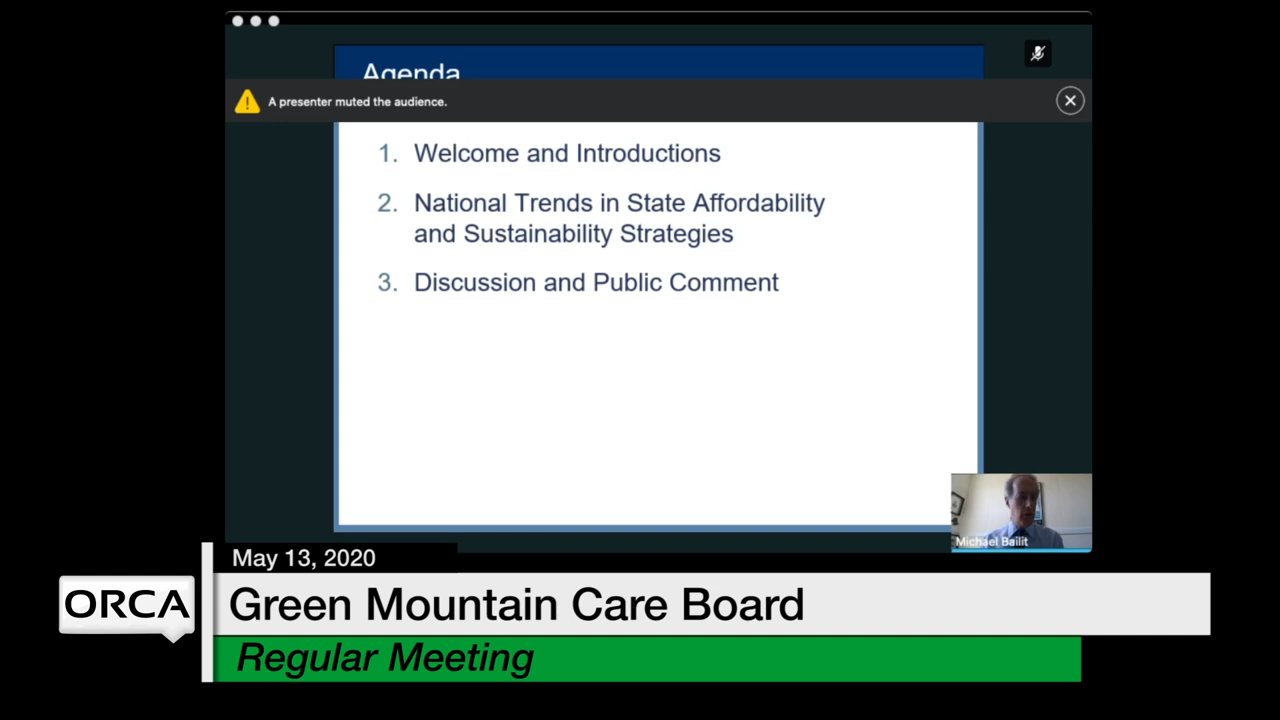 Agenda
A presenter muted the audience.
1. Welcome and Introductions
2. National Trends in State Affordability
and Sustainability Strategies
3. Discussion and Public Comment
Michael Bailit
May 13, 2020
ORCA
Green Mountain Care Board
Regular Meeting